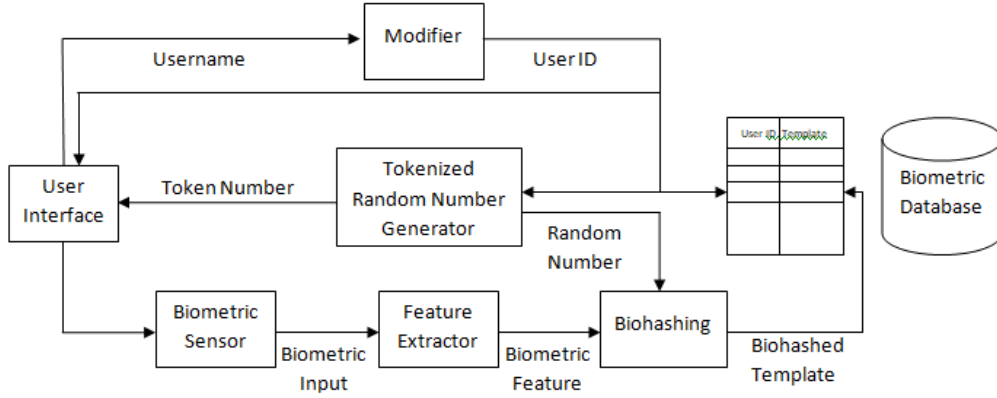 Modifier
Username
User ID
User ID Template
User
Interface
Token Number
Tokenized
Random Number
Generator
Biometric
Database
Random
Number
Biometric
Sensor
Biometric
Input
Feature
Extractor
Biometric
Feature
Biohashing
Biohashed
Template